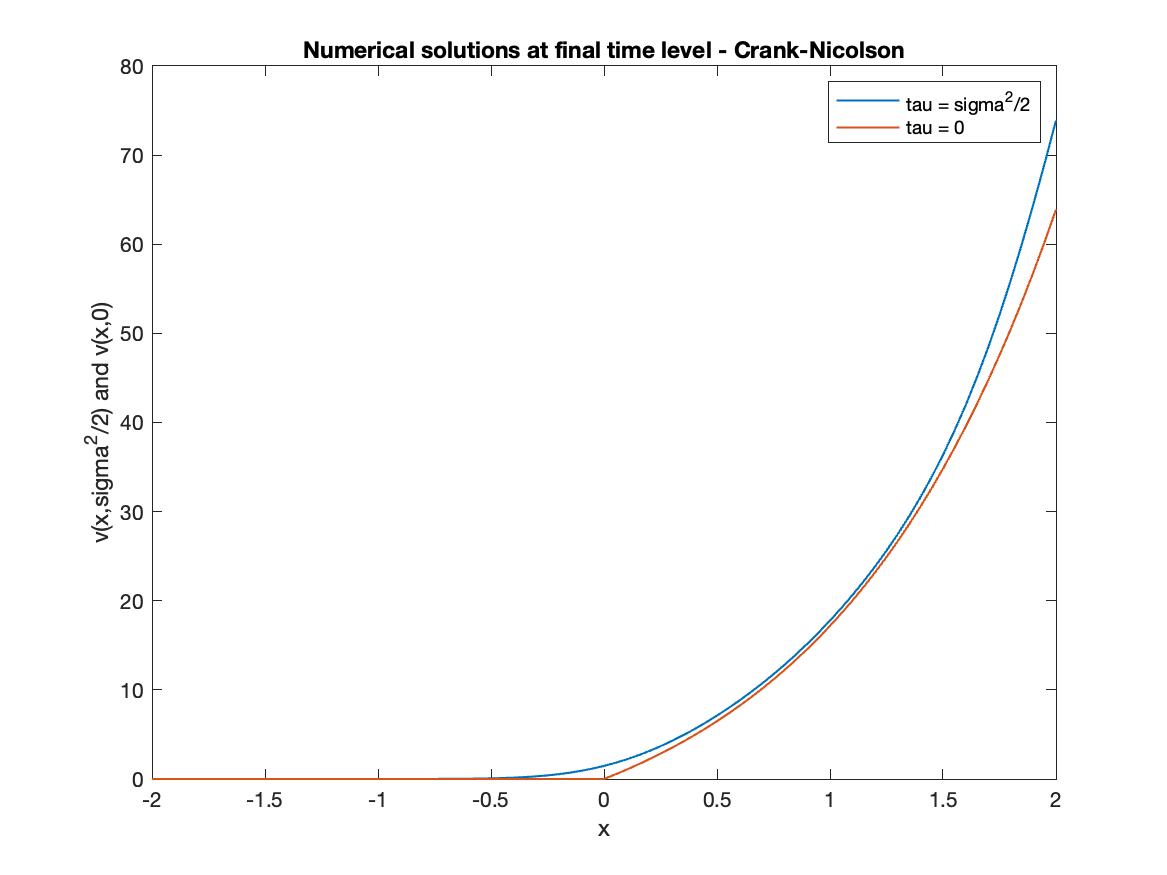 Numerical solutions at final time level - Crank-Nicolson
80
70
60
50
40
30
20
10
0
v(x,sigma²/2) and v(x,0)
tau = sigma²/2
tau = 0
-2 -1.5 -1 -0.5 0 0.5 1 1.5 2
x